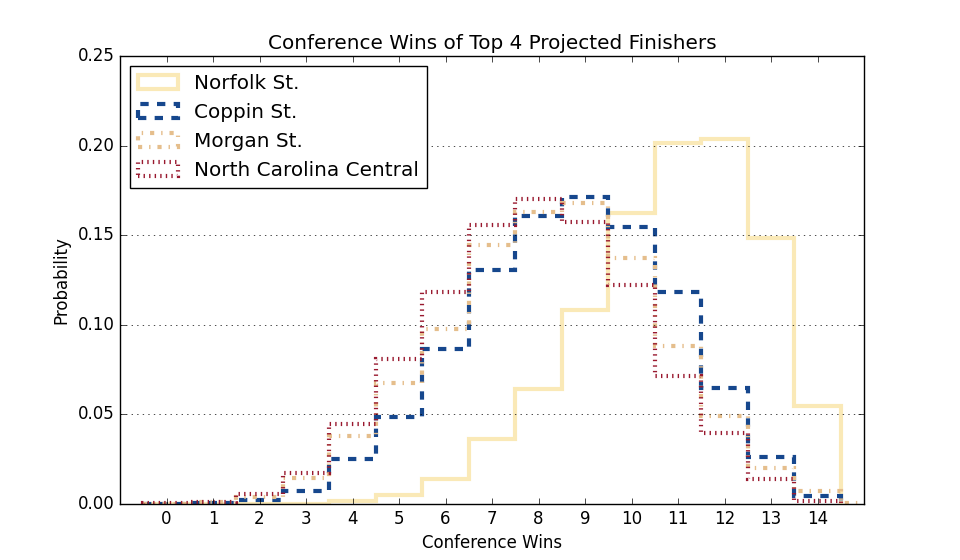 Conference Wins of Top 4 Projected Finishers
0.25
0.20
0.15
0.10
0.05
0.00
Probability
Norfolk St.
Coppin St.
Morgan St.
North Carolina Central
0 1 2 3 4 5 6 7 8 9 10 11 12 13 14
Conference Wins